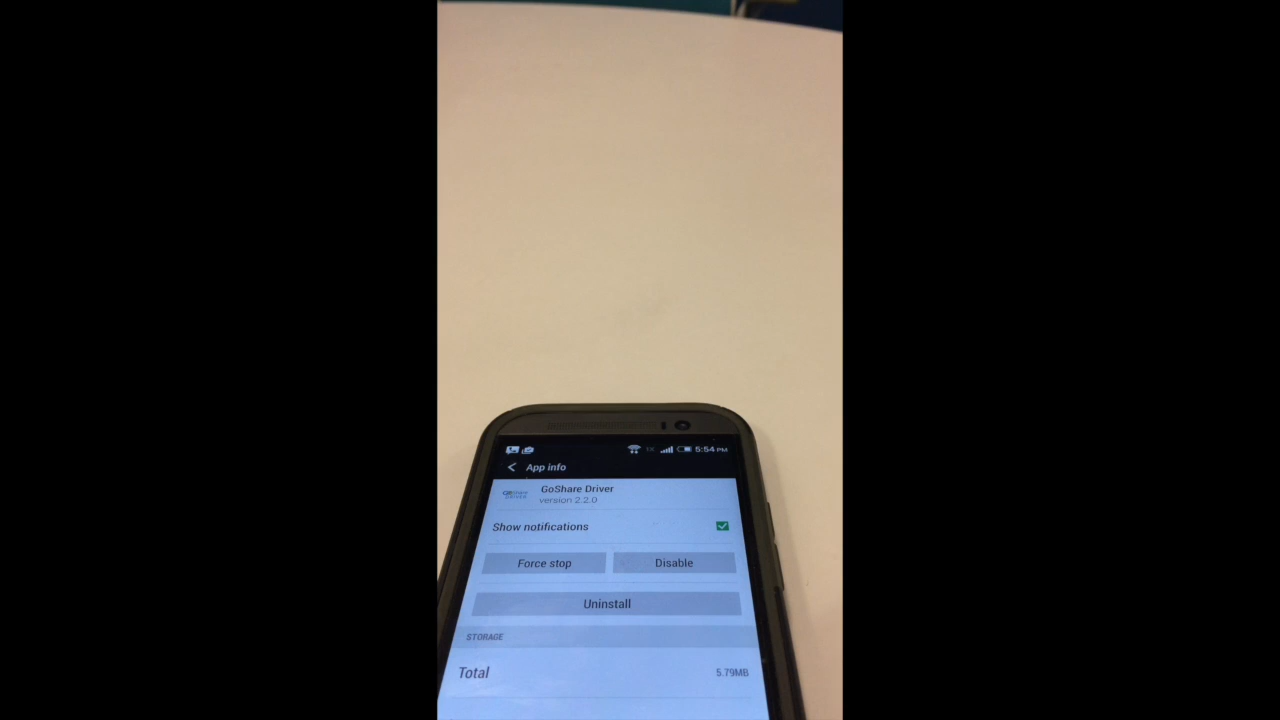 1X 5:54 PM
< App info
GoShare Driver
version 2.2.0
Show notifications
Force stop Disable
Uninstall
STORAGE
Total 5.79MB